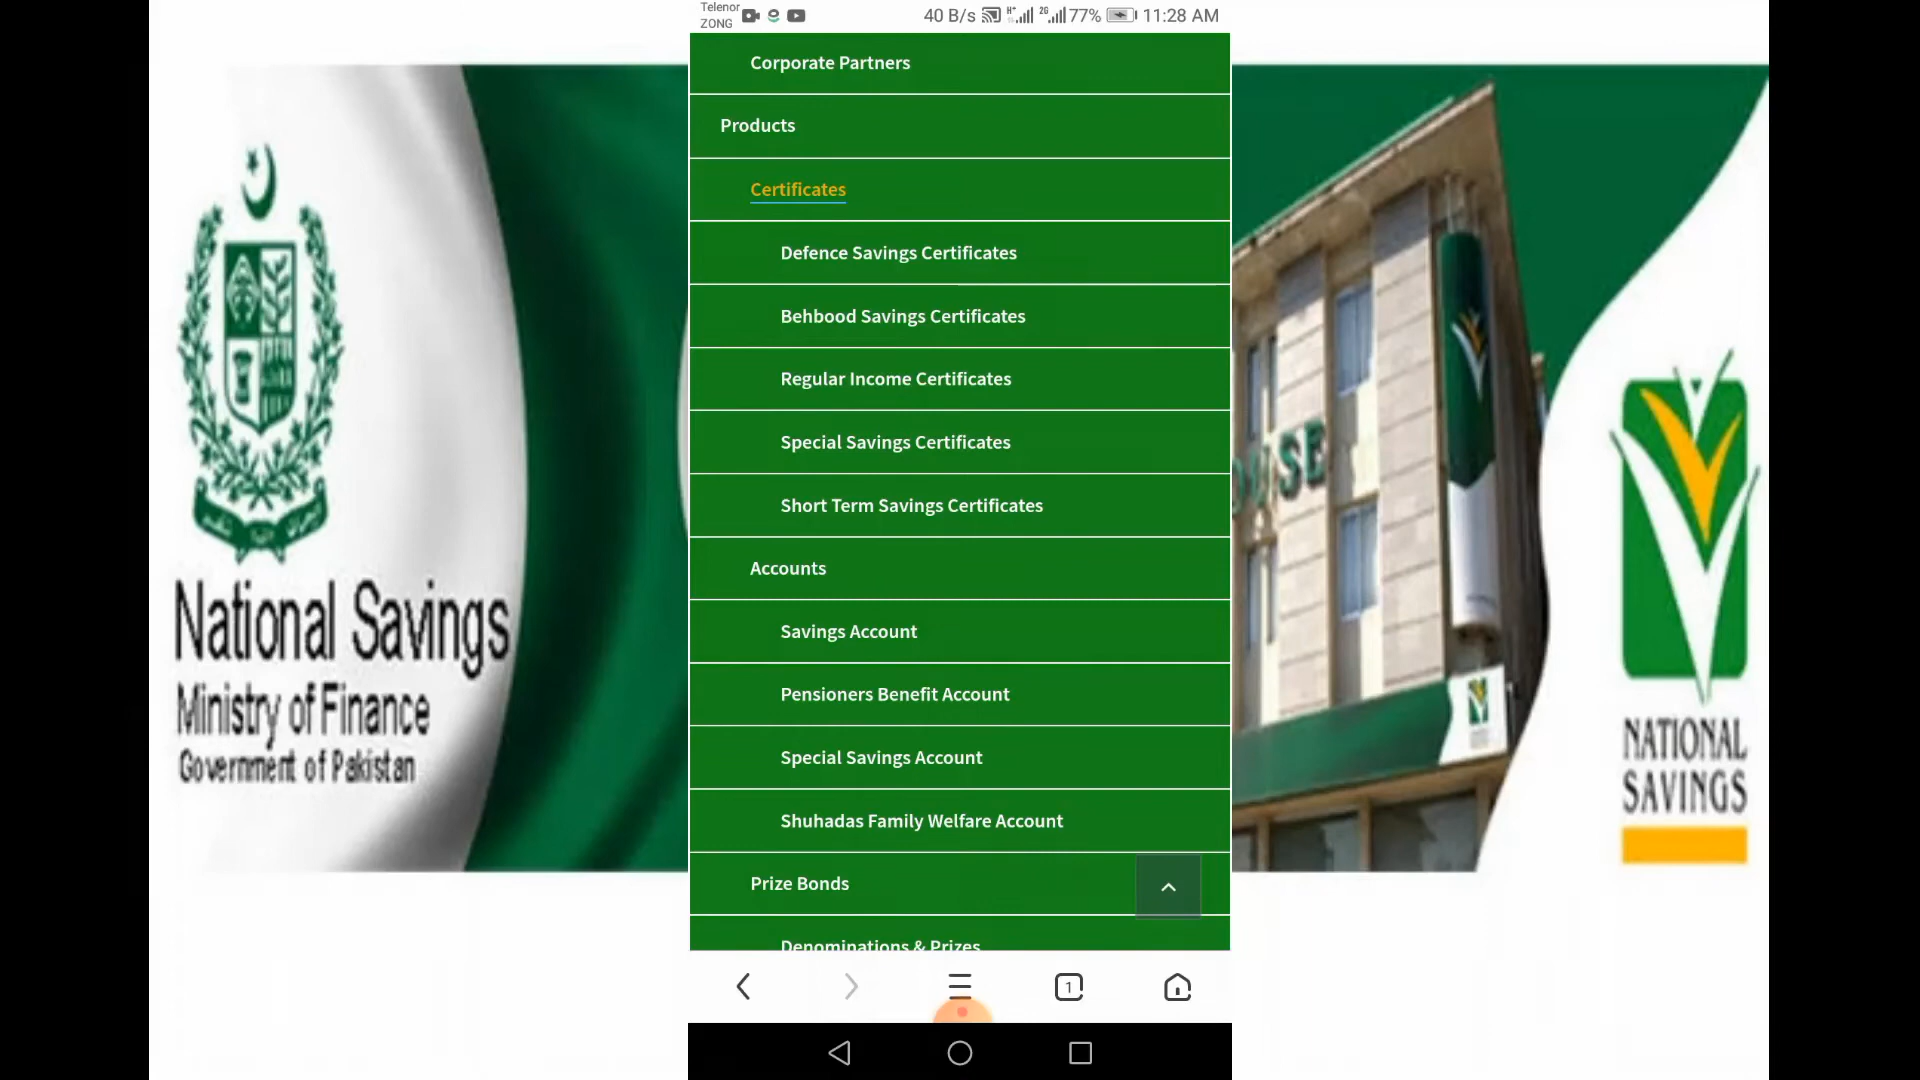 Telenor
ZONG
40 B/s
H+
2G
77%
11:28 AM
Corporate Partners
Products
Certificates
Defence Savings Certificates
Behbood Savings Certificates
Regular Income Certificates
Special Savings Certificates
Short Term Savings Certificates
Accounts
Savings Account
Pensioners Benefit Account
Special Savings Account
Shuhadas Family Welfare Account
Prize Bonds
Denominations & Prizes
1
National Savings
Ministry of Finance
Government of Pakistan
NATIONAL
SAVINGS